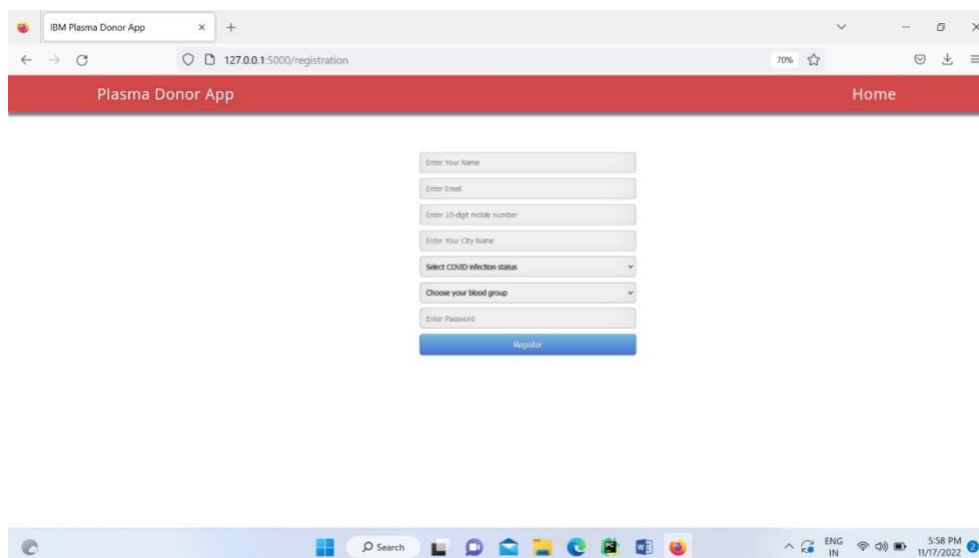 IBM Plasma Donor App
127.0.0.1:5000/registration
70%
Plasma Donor App
Home
Enter Your Name
Enter Email
Enter 10-digit mobile number
Enter Your City Name
Select COVID infection status
Choose your blood group
Enter Password
Register
Search
ENG
IN
5:58 PM
11/17/2022
2